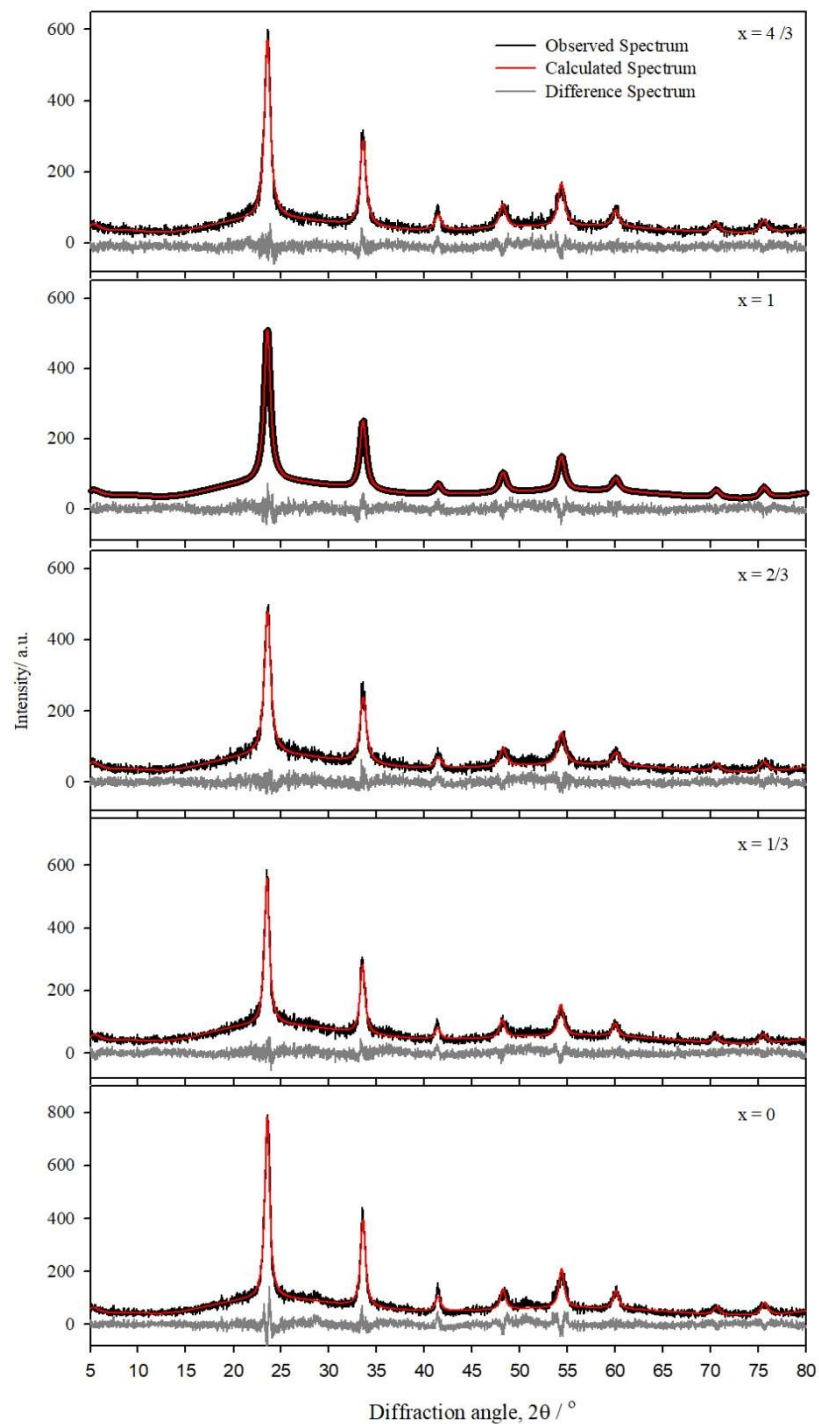 600
400
200
0
x = 4 /3
Observed Spectrum
Calculated Spectrum
Difference Spectrum
600
400
200
0
x = 1
600
400
200
0
x = 2/3
Intensity/ a.u.
600
400
200
0
x = 1/3
800
600
400
200
0
x = 0
5 10 15 20 25 30 35 40 45 50 55 60 65 70 75 80
Diffraction angle, 2θ / °